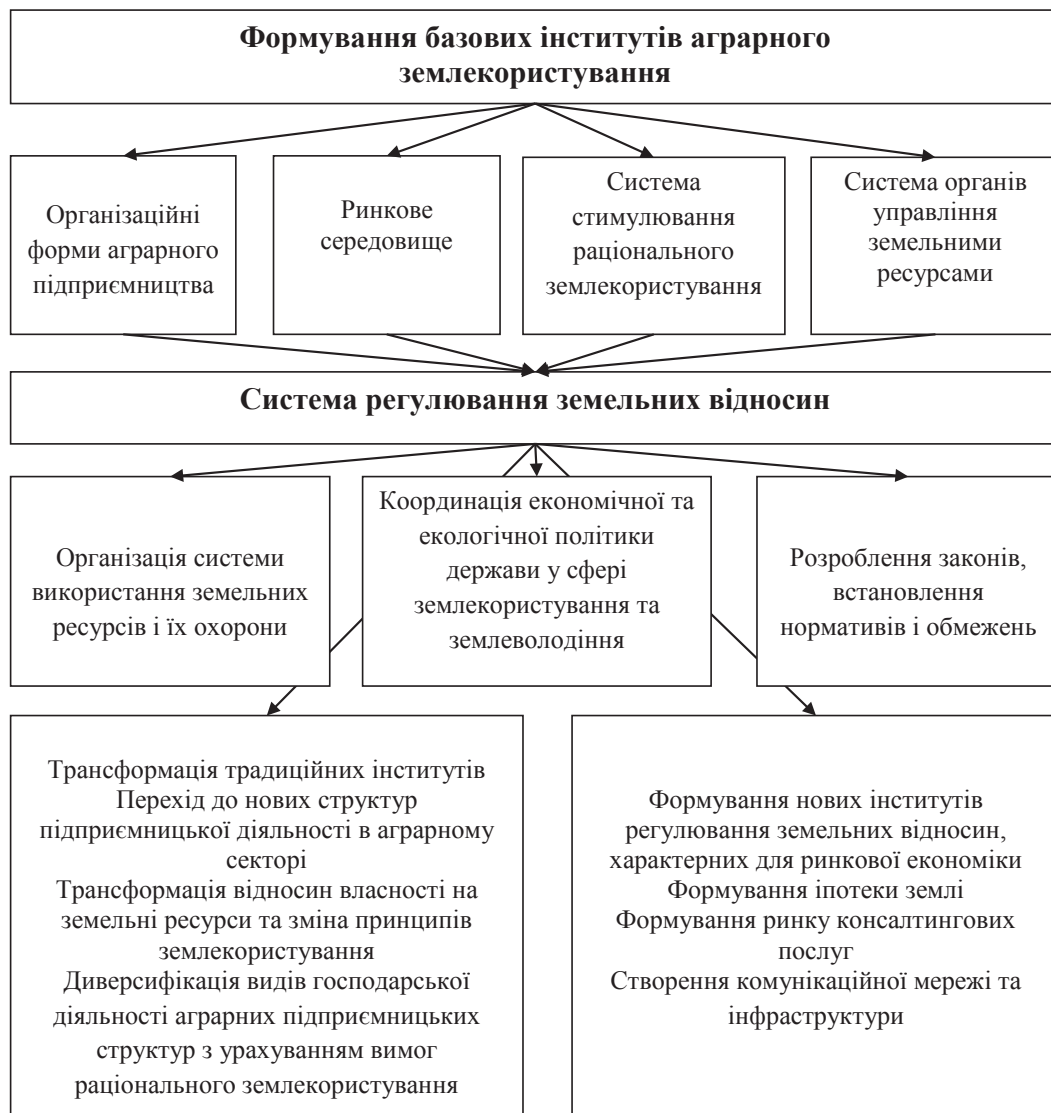 Формування базових інститутів аграрного
землекористування
Організаційні
форми аграрного
підприємництва
Ринкове
середовище
Система
стимулювання
раціонального
землекористування
Система органів
управління
земельними
ресурсами
Система регулювання земельних відносин
Організація системи
використання земельних
ресурсів і їх охорони
Координація економічної та
екологічної політики
держави у сфері
землекористування та
землеволодіння
Розроблення законів,
встановлення
нормативів і обмежень
Трансформація традиційних інститутів
Перехід до нових структур
підприємницької діяльності в аграрному
секторі
Трансформація відносин власності на
земельні ресурси та зміна принципів
землекористування
Диверсифікація видів господарської
діяльності аграрних підприємницьких
структур з урахуванням вимог
раціонального землекористування
Формування нових інститутів
регулювання земельних відносин,
характерних для ринкової економіки
Формування іпотеки землі
Формування ринку консалтингових
послуг
Створення комунікаційної мережі та
інфраструктури